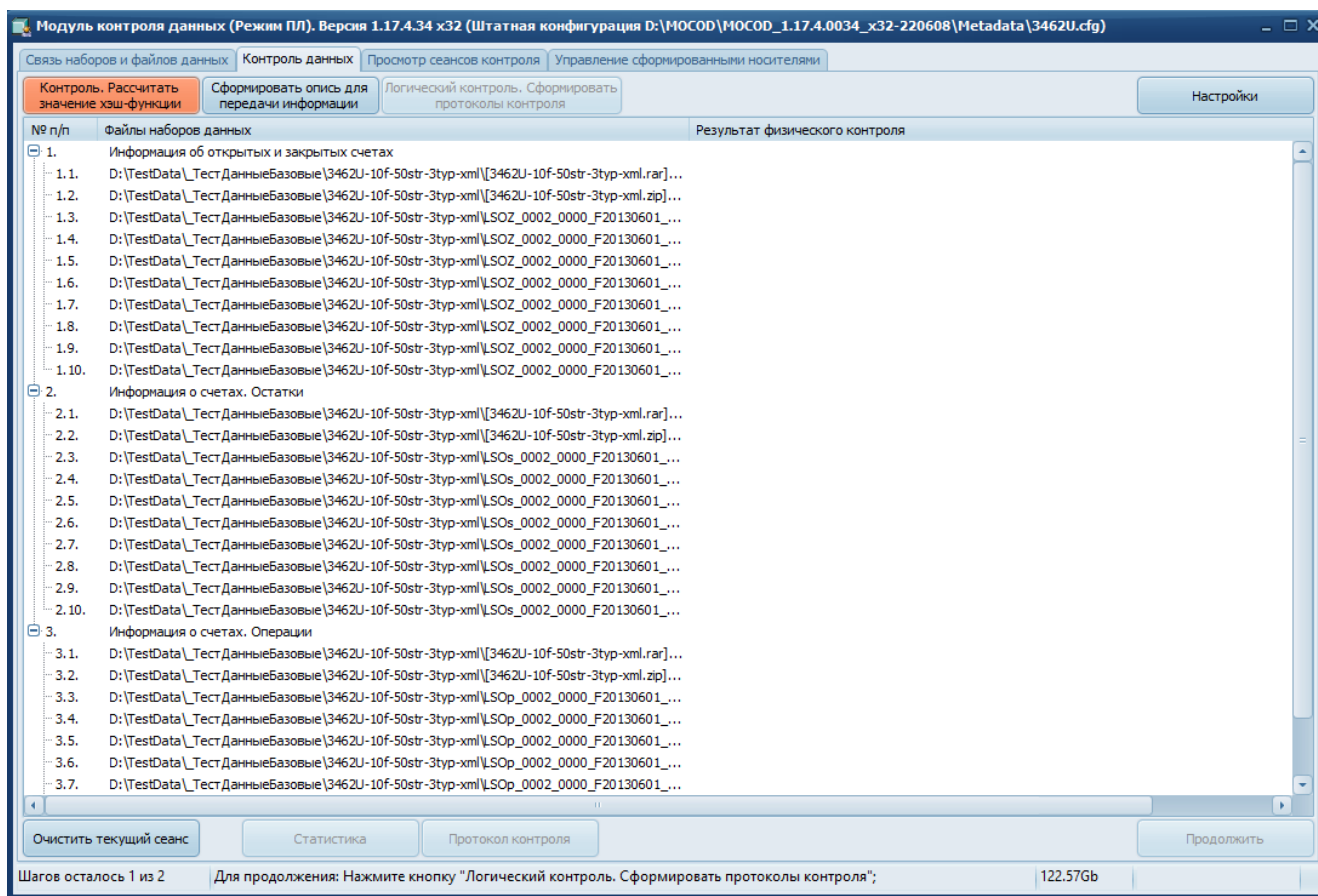 Модуль контроля данных (Режим ПЛ). Версия 1.17.4.34 x32 (Штатная конфигурация D:\MOCOD\MOCOD_1.17.4.0034_x32-220608\Metadata\3462U.cfg)
Связь наборов и файлов данных Контроль данных Просмотр сеансов контроля Управление сформированными носителями
Контроль. Рассчитать значение хэш-функции
Сформировать опись для передачи информации
Логический контроль. Сформировать протоколы контроля
Настройки
№ п/п Файлы наборов данных Результат физического контроля
1. Информация об открытых и закрытых счетах
1.1. D:\TestData\_ТестДанныеБазовые\3462U-10f-50str-3typ-xml\[3462U-10f-50str-3typ-xml.rar]...
1.2. D:\TestData\_ТестДанныеБазовые\3462U-10f-50str-3typ-xml\[3462U-10f-50str-3typ-xml.zip]...
1.3. D:\TestData\_ТестДанныеБазовые\3462U-10f-50str-3typ-xml\LSOZ_0002_0000_F20130601_...
1.4. D:\TestData\_ТестДанныеБазовые\3462U-10f-50str-3typ-xml\LSOZ_0002_0000_F20130601_...
1.5. D:\TestData\_ТестДанныеБазовые\3462U-10f-50str-3typ-xml\LSOZ_0002_0000_F20130601_...
1.6. D:\TestData\_ТестДанныеБазовые\3462U-10f-50str-3typ-xml\LSOZ_0002_0000_F20130601_...
1.7. D:\TestData\_ТестДанныеБазовые\3462U-10f-50str-3typ-xml\LSOZ_0002_0000_F20130601_...
1.8. D:\TestData\_ТестДанныеБазовые\3462U-10f-50str-3typ-xml\LSOZ_0002_0000_F20130601_...
1.9. D:\TestData\_ТестДанныеБазовые\3462U-10f-50str-3typ-xml\LSOZ_0002_0000_F20130601_...
1.10. D:\TestData\_ТестДанныеБазовые\3462U-10f-50str-3typ-xml\LSOZ_0002_0000_F20130601_...
2. Информация о счетах. Остатки
2.1. D:\TestData\_ТестДанныеБазовые\3462U-10f-50str-3typ-xml\[3462U-10f-50str-3typ-xml.rar]...
2.2. D:\TestData\_ТестДанныеБазовые\3462U-10f-50str-3typ-xml\[3462U-10f-50str-3typ-xml.zip]...
2.3. D:\TestData\_ТестДанныеБазовые\3462U-10f-50str-3typ-xml\LSOs_0002_0000_F20130601_...
2.4. D:\TestData\_ТестДанныеБазовые\3462U-10f-50str-3typ-xml\LSOs_0002_0000_F20130601_...
2.5. D:\TestData\_ТестДанныеБазовые\3462U-10f-50str-3typ-xml\LSOs_0002_0000_F20130601_...
2.6. D:\TestData\_ТестДанныеБазовые\3462U-10f-50str-3typ-xml\LSOs_0002_0000_F20130601_...
2.7. D:\TestData\_ТестДанныеБазовые\3462U-10f-50str-3typ-xml\LSOs_0002_0000_F20130601_...
2.8. D:\TestData\_ТестДанныеБазовые\3462U-10f-50str-3typ-xml\LSOs_0002_0000_F20130601_...
2.9. D:\TestData\_ТестДанныеБазовые\3462U-10f-50str-3typ-xml\LSOs_0002_0000_F20130601_...
2.10. D:\TestData\_ТестДанныеБазовые\3462U-10f-50str-3typ-xml\LSOs_0002_0000_F20130601_...
3. Информация о счетах. Операции
3.1. D:\TestData\_ТестДанныеБазовые\3462U-10f-50str-3typ-xml\[3462U-10f-50str-3typ-xml.rar]...
3.2. D:\TestData\_ТестДанныеБазовые\3462U-10f-50str-3typ-xml\[3462U-10f-50str-3typ-xml.zip]...
3.3. D:\TestData\_ТестДанныеБазовые\3462U-10f-50str-3typ-xml\LSOp_0002_0000_F20130601_...
3.4. D:\TestData\_ТестДанныеБазовые\3462U-10f-50str-3typ-xml\LSOp_0002_0000_F20130601_...
3.5. D:\TestData\_ТестДанныеБазовые\3462U-10f-50str-3typ-xml\LSOp_0002_0000_F20130601_...
3.6. D:\TestData\_ТестДанныеБазовые\3462U-10f-50str-3typ-xml\LSOp_0002_0000_F20130601_...
3.7. D:\TestData\_ТестДанныеБазовые\3462U-10f-50str-3typ-xml\LSOp_0002_0000_F20130601_...
Очистить текущий сеанс Статистика Протокол контроля Продолжить
Шагов осталось 1 из 2 Для продолжения: Нажмите кнопку "Логический контроль. Сформировать протоколы контроля"; 122.57Gb